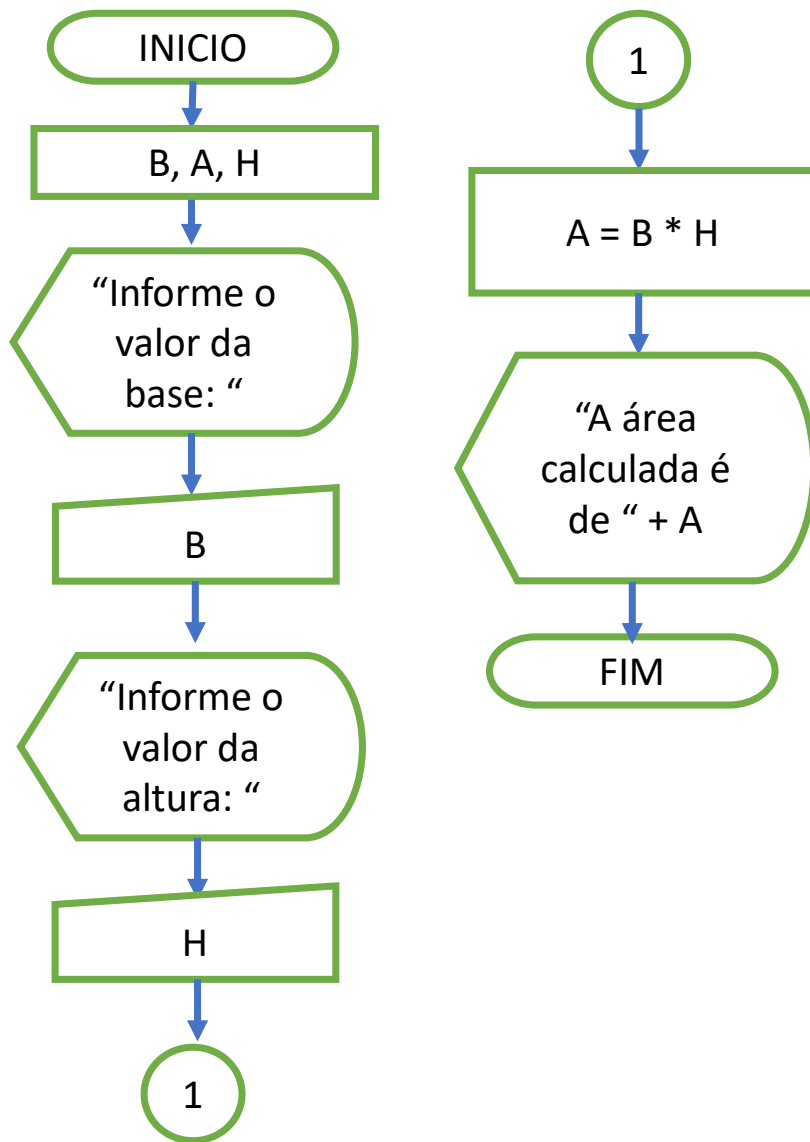 INICIO
B, A, H
“Informe o
valor da
base: “
B
“Informe o
valor da
altura: “
H
1
1
A = B * H
“A área
calculada é
de “ + A
FIM